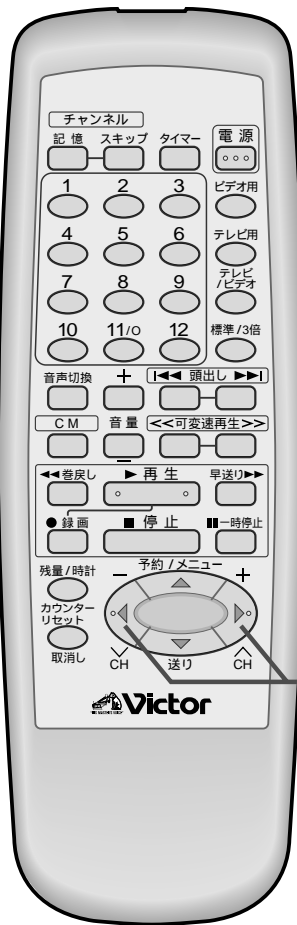 チャンネル
記憶 スキップ タイマー 電源
1 2 3 ビデオ用
4 5 6 テレビ用
7 8 9 テレビ
/ビデオ
10 11/O 12 標準/3倍
音声切換 + |◀◀ 頭出し ▶▶|
CM 音量 <<可変速再生>>
−
◀◀巻戻し ▶ 再生 早送り▶▶
● 録画 ■ 停止 ▮▮一時停止
残量/時計 − 予約/メニュー +
カウンター
リセット
取消し CH 送り CH
Victor